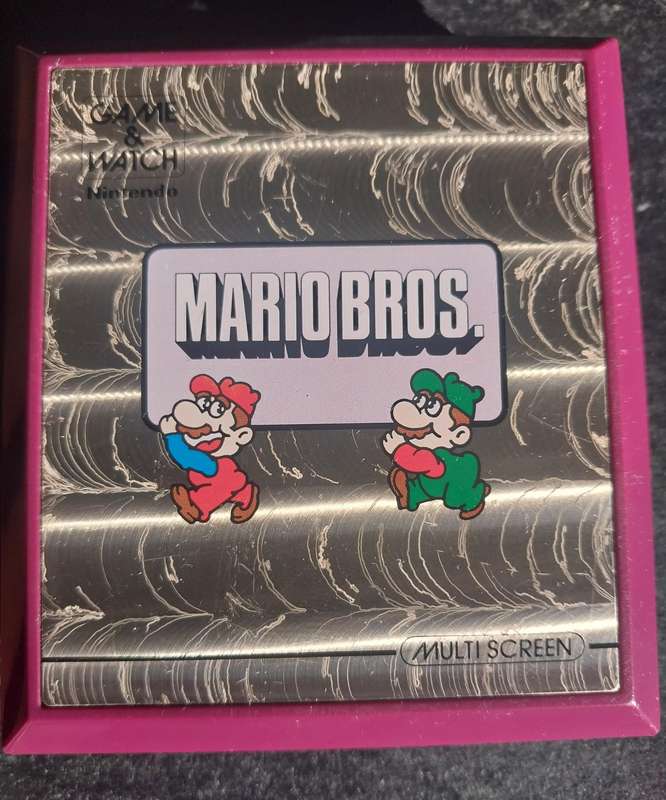 GAME
&
WATCH
Nintendo
MARIO BROS.
MULTI SCREEN